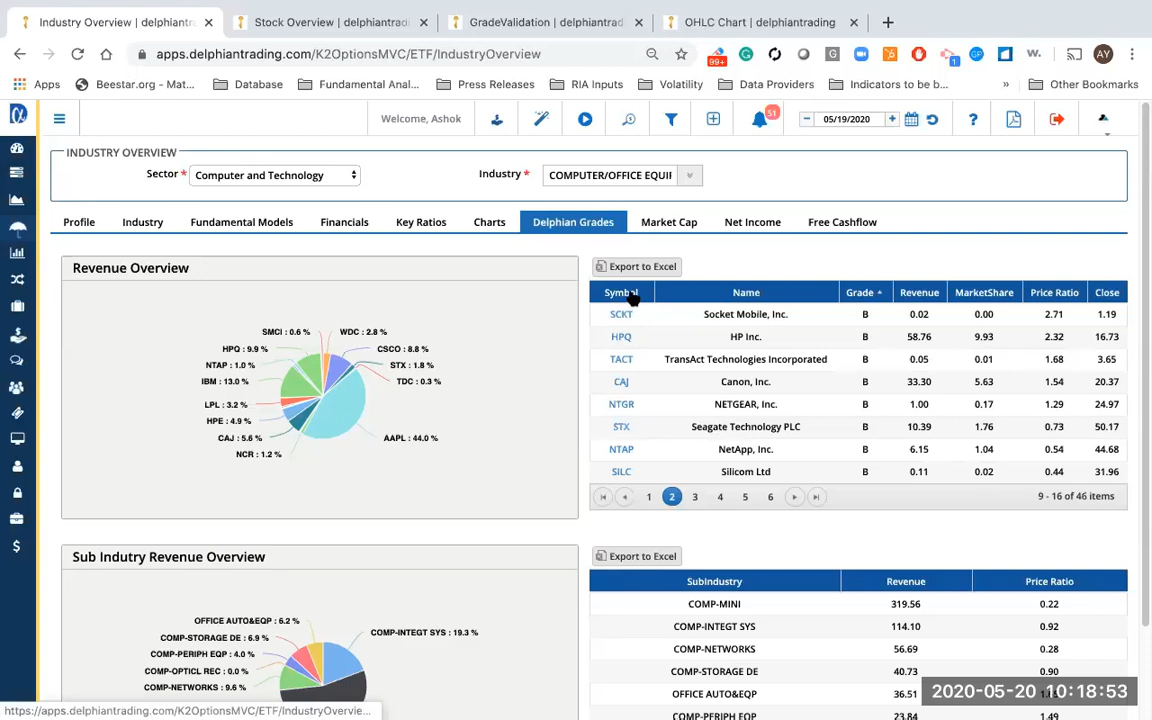 Industry Overview | delphiantra
Stock Overview | delphiantradi
GradeValidation | delphiantrad
OHLC Chart | delphiantrading
apps.delphiantrading.com/K2OptionsMVC/ETF/IndustryOverview
99+
G
1
GP
W.
AY
Apps
Beestar.org - Mat...
Database
Fundamental Anal...
Press Releases
RIA Inputs
Volatility
Data Providers
Indicators to be b...
»
Other Bookmarks
Welcome, Ashok
51
05/19/2020
INDUSTRY OVERVIEW
Sector * Computer and Technology
Industry * COMPUTER/OFFICE EQUIF
Profile Industry Fundamental Models Financials Key Ratios Charts Delphian Grades Market Cap Net Income Free Cashflow
Revenue Overview
SMCI : 0.6 %
WDC : 2.8 %
HPQ : 9.9 %
CSCO : 8.8 %
NTAP : 1.0 %
STX : 1.8 %
IBM : 13.0 %
TDC : 0.3 %
LPL : 3.2 %
HPE : 4.9 %
CAJ : 5.6 %
AAPL : 44.0 %
NCR : 1.2 %
Export to Excel
Symbol Name Grade Revenue MarketShare Price Ratio Close
SCKT Socket Mobile, Inc. B 0.02 0.00 2.71 1.19
HPQ HP Inc. B 58.76 9.93 2.32 16.73
TACT TransAct Technologies Incorporated B 0.05 0.01 1.68 3.65
CAJ Canon, Inc. B 33.30 5.63 1.54 20.37
NTGR NETGEAR, Inc. B 1.00 0.17 1.29 24.97
STX Seagate Technology PLC B 10.39 1.76 0.73 50.17
NTAP NetApp, Inc. B 6.15 1.04 0.54 44.68
SILC Silicom Ltd B 0.11 0.02 0.44 31.96
1 2 3 4 5 6
9 - 16 of 46 items
Sub Indutry Revenue Overview
OFFICE AUTO&EQP : 6.2 %
COMP-STORAGE DE : 6.9 %
COMP-INTEGT SYS : 19.3 %
COMP-PERIPH EQP : 4.0 %
COMP-OPTICL REC : 0.0 %
COMP-NETWORKS : 9.6 %
Export to Excel
SubIndustry Revenue Price Ratio
COMP-MINI 319.56 0.22
COMP-INTEGT SYS 114.10 0.92
COMP-NETWORKS 56.69 0.28
COMP-STORAGE DE 40.73 0.90
OFFICE AUTO&EQP 36.51
COMP-PERIPH EQP 23.84 1.49
https://apps.delphiantrading.com/K2OptionsMVC/ETF/IndustryOvervie...
2020-05-20 10:18:53